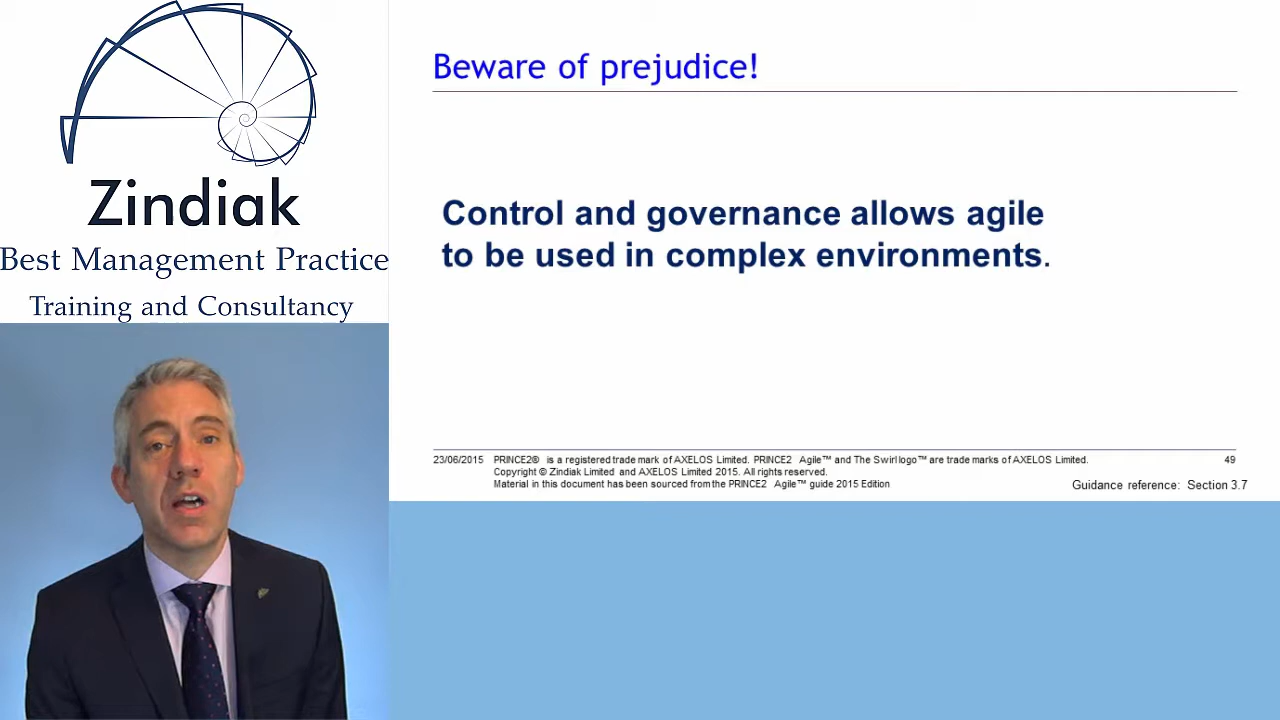 Zindiak
Best Management Practice
Training and Consultancy
Beware of prejudice!
Control and governance allows agile
to be used in complex environments.
23/06/2015 PRINCE2® is a registered trade mark of AXELOS Limited. PRINCE2 Agile™ and The Swirl logo™ are trade marks of AXELOS Limited. 49
Copyright © Zindiak Limited and AXELOS Limited 2015. All rights reserved.
Material in this document has been sourced from the PRINCE2 Agile™ guide 2015 Edition
Guidance reference: Section 3.7